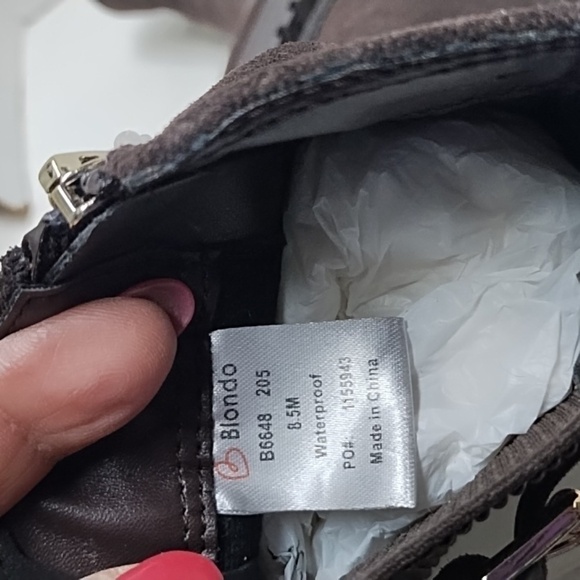 Blondo
B6648 205
8.5M
Waterproof
PO#. 1155943
Made in China